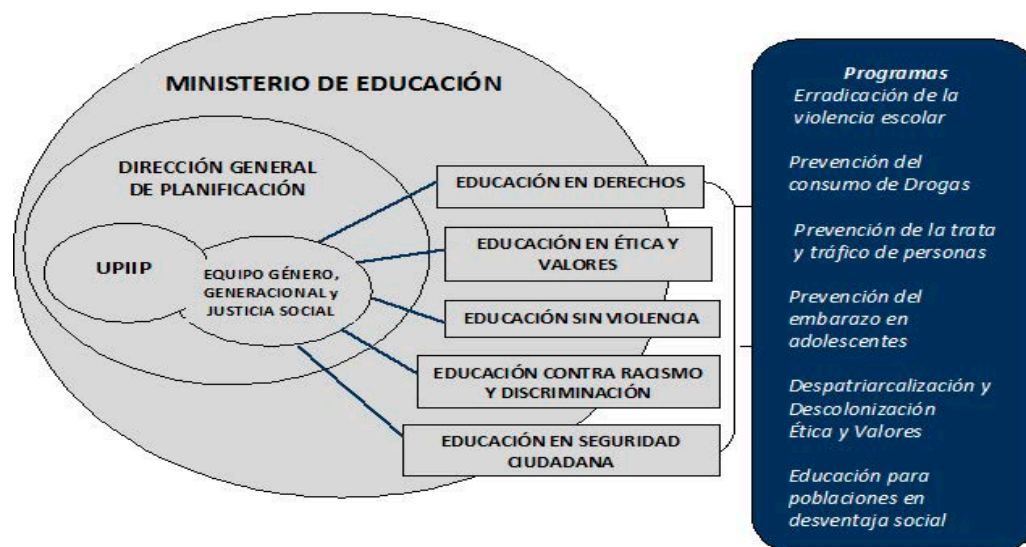 MINISTERIO DE EDUCACIÓN
DIRECCIÓN GENERAL
DE PLANIFICACIÓN
UPIIP
EQUIPO GÉNERO,
GENERACIONAL y
JUSTICIA SOCIAL
EDUCACIÓN EN DERECHOS
EDUCACIÓN EN ÉTICA Y
VALORES
EDUCACIÓN SIN VIOLENCIA
EDUCACIÓN CONTRA RACISMO
Y DISCRIMINACIÓN
EDUCACIÓN EN SEGURIDAD
CIUDADANA
Programas
Erradicación de la
violencia escolar
Prevención del
consumo de Drogas
Prevención de la trata
y tráfico de personas
Prevención del
embarazo en
adolescentes
Despatriarcalización y
Descolonización
Ética y Valores
Educación para
poblaciones en
desventaja social